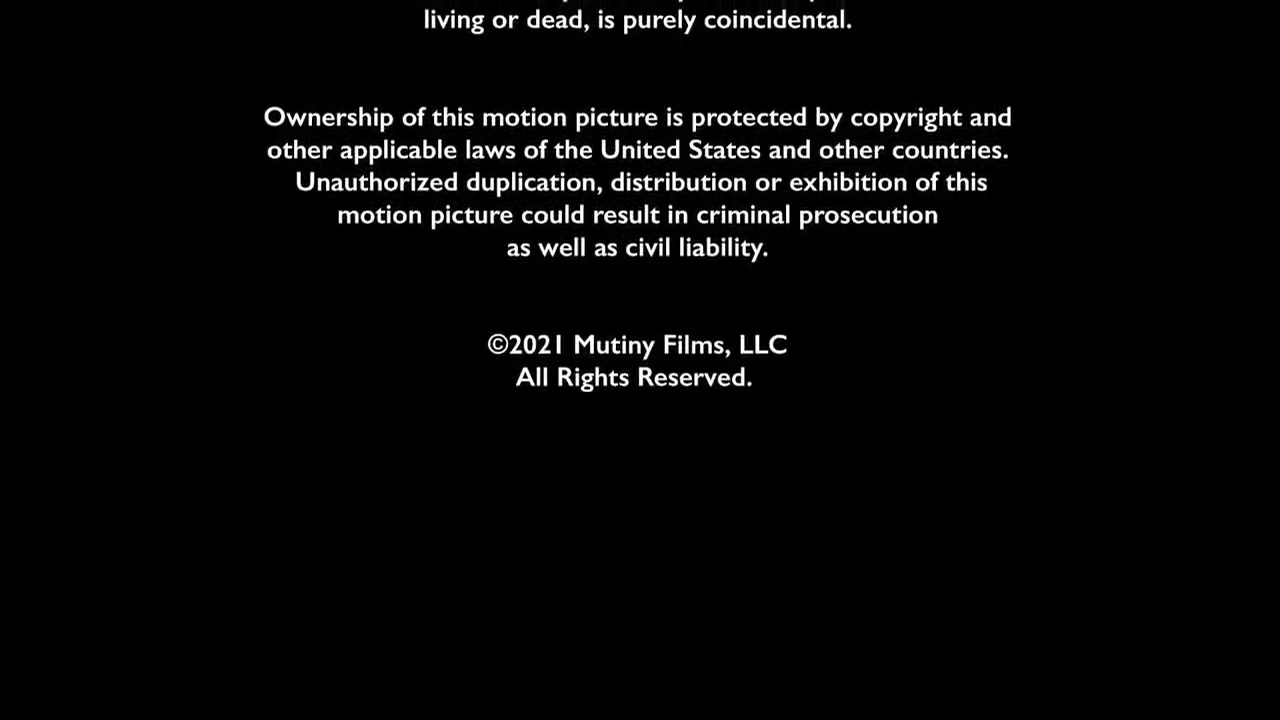 living or dead, is purely coincidental.
Ownership of this motion picture is protected by copyright and
other applicable laws of the United States and other countries.
Unauthorized duplication, distribution or exhibition of this
motion picture could result in criminal prosecution
as well as civil liability.
©2021 Mutiny Films, LLC
All Rights Reserved.